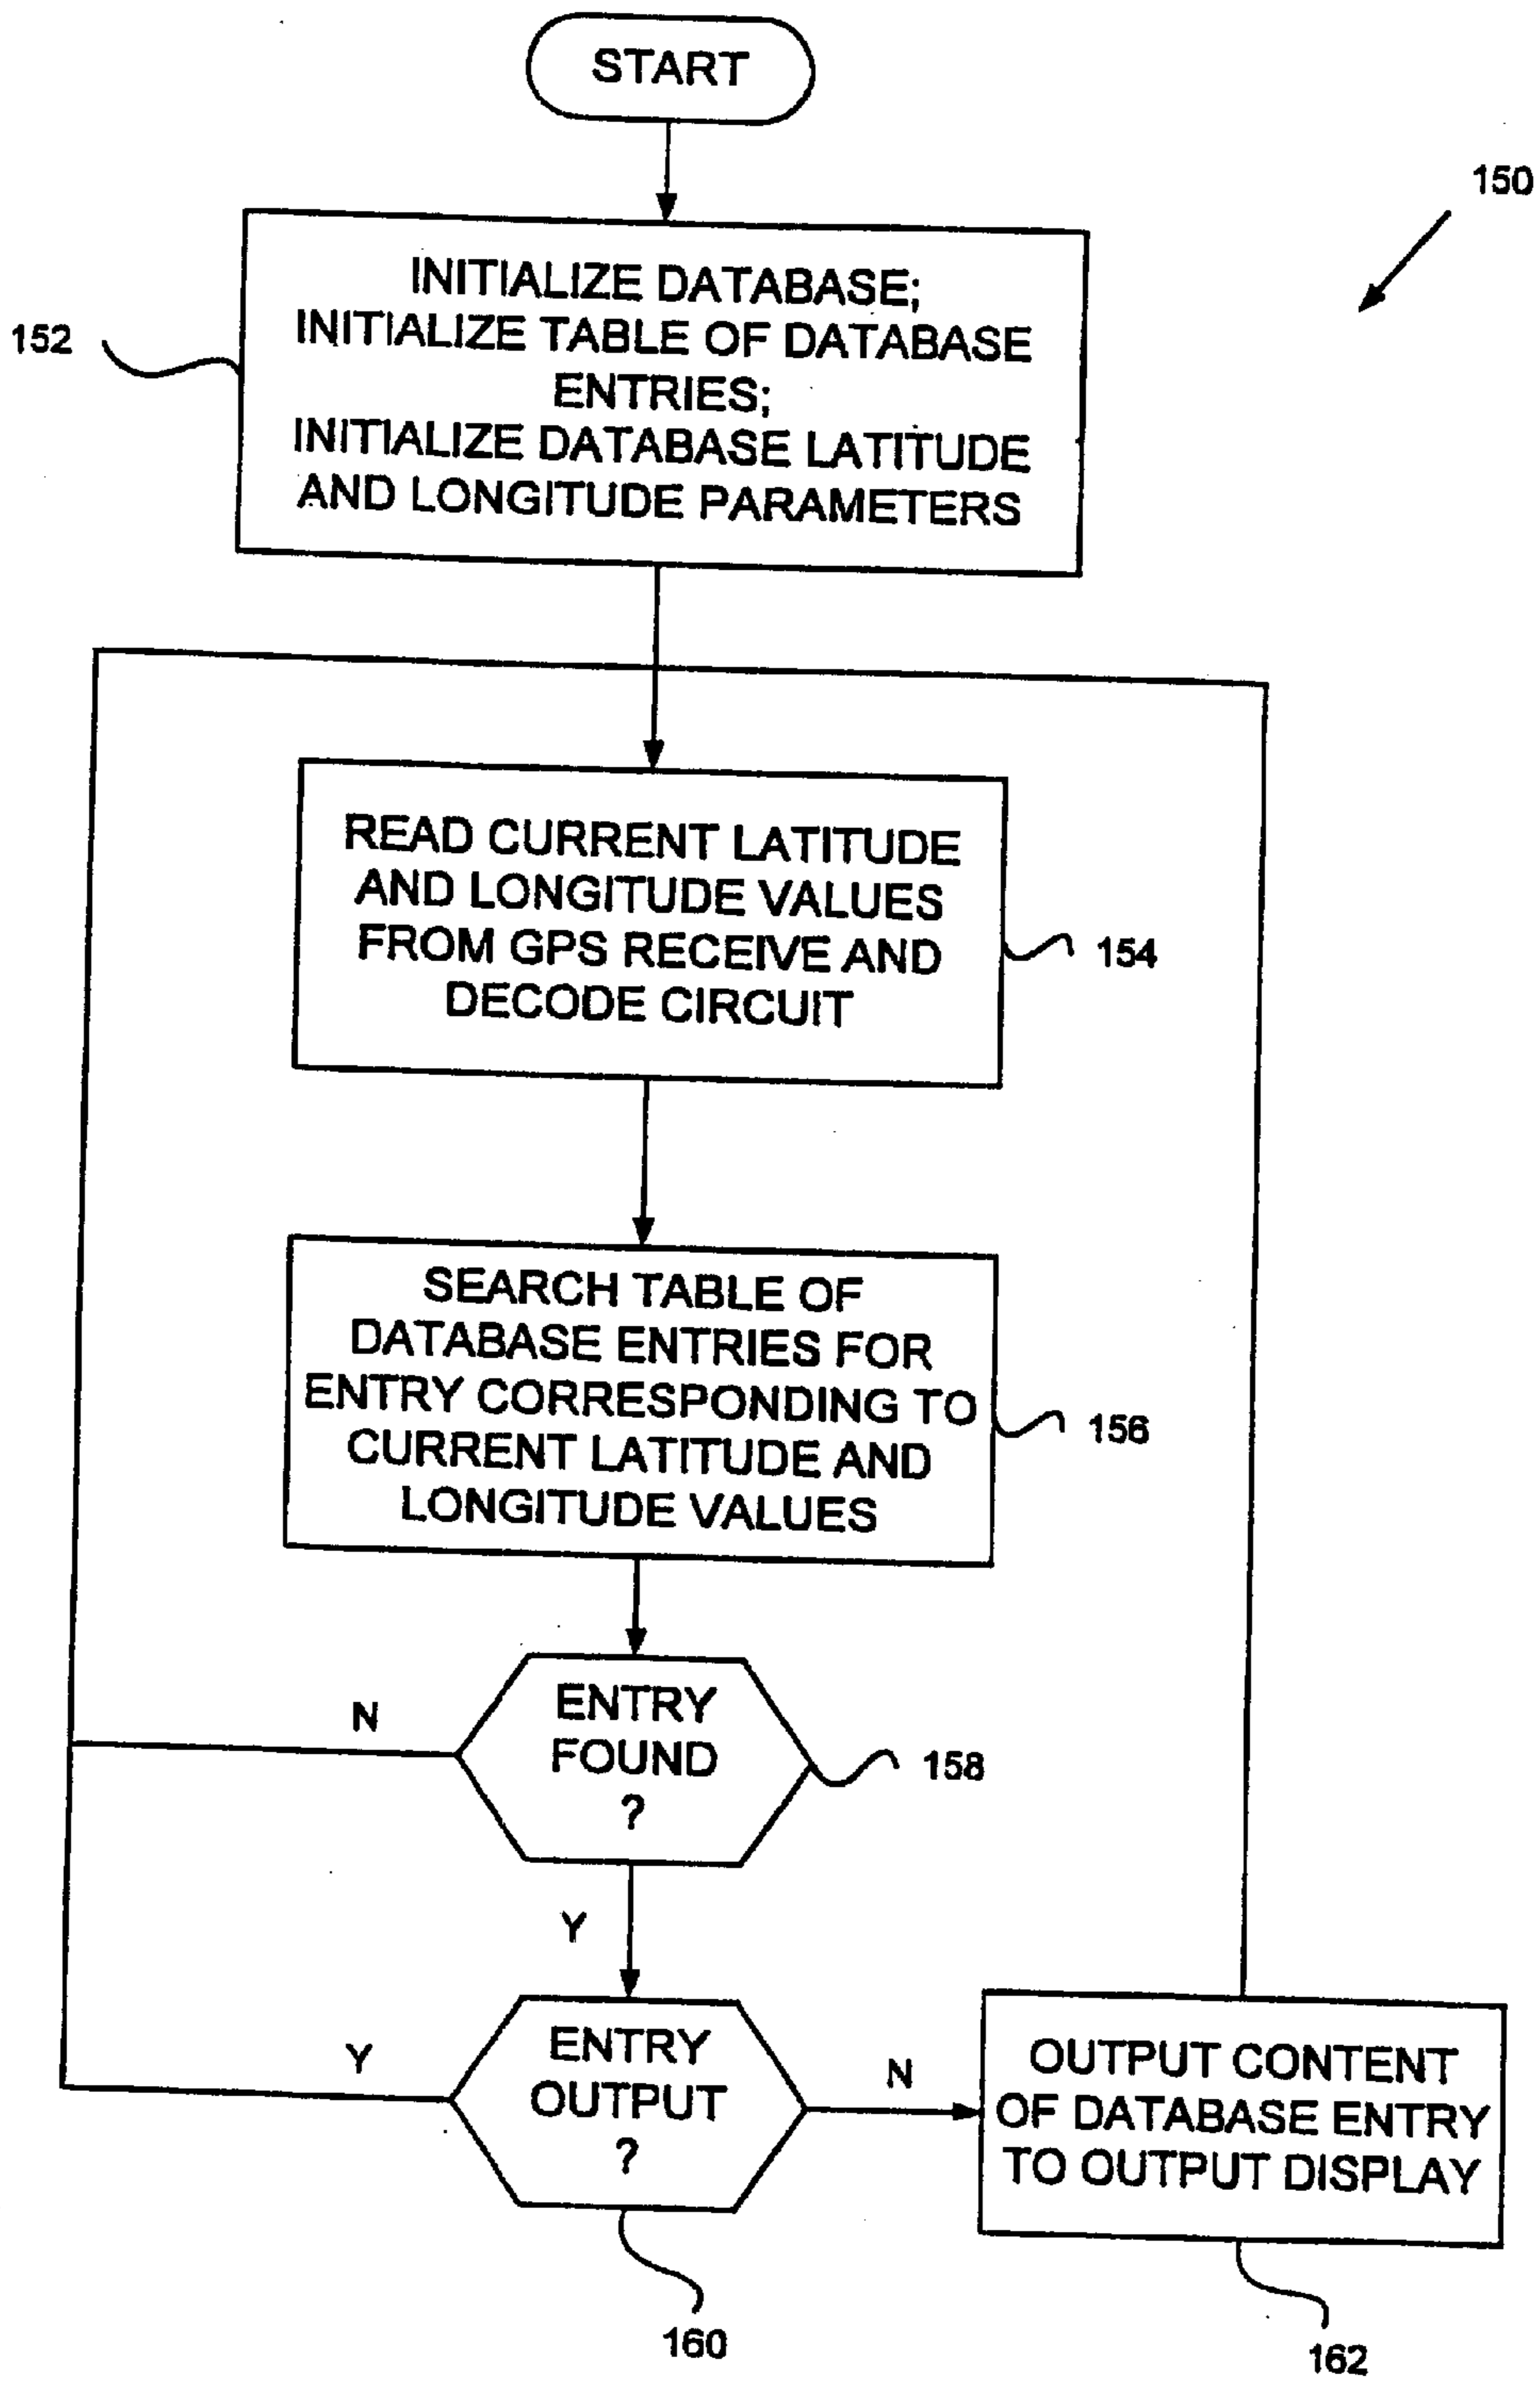 START
150
INITIALIZE DATABASE;
INITIALIZE TABLE OF DATABASE
ENTRIES;
INITIALIZE DATABASE LATITUDE
AND LONGITUDE PARAMETERS
152
READ CURRENT LATITUDE
AND LONGITUDE VALUES
FROM GPS RECEIVE AND
DECODE CIRCUIT
154
SEARCH TABLE OF
DATABASE ENTRIES FOR
ENTRY CORRESPONDING TO
CURRENT LATITUDE AND
LONGITUDE VALUES
156
N
ENTRY
FOUND
?
158
Y
Y
ENTRY
OUTPUT
?
N
OUTPUT CONTENT
OF DATABASE ENTRY
TO OUTPUT DISPLAY
160
162